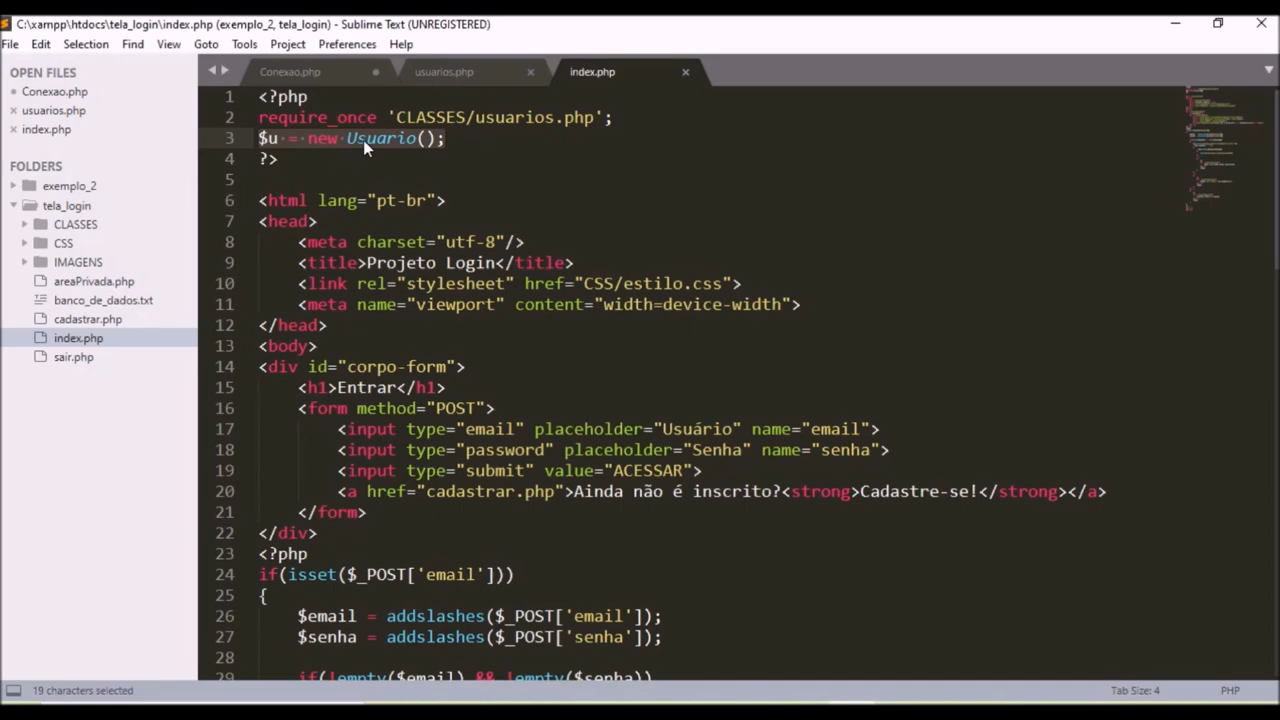 C:\xampp\htdocs\tela_login\index.php (exemplo_2, tela_login) - Sublime Text (UNREGISTERED)
File Edit Selection Find View Goto Tools Project Preferences Help
OPEN FILES
Conexao.php
usuarios.php
index.php
FOLDERS
exemplo_2
tela_login
CLASSES
CSS
IMAGENS
areaPrivada.php
banco_de_dados.txt
cadastrar.php
index.php
sair.php
Conexao.php usuarios.php index.php
1 <?php
2 require_once 'CLASSES/usuarios.php';
3 $u = new Usuario();
4 ?>
5
6 <html lang="pt-br">
7 <head>
8 <meta charset="utf-8"/>
9 <title>Projeto Login</title>
10 <link rel="stylesheet" href="CSS/estilo.css">
11 <meta name="viewport" content="width=device-width">
12 </head>
13 <body>
14 <div id="corpo-form">
15 <h1>Entrar</h1>
16 <form method="POST">
17 <input type="email" placeholder="Usuário" name="email">
18 <input type="password" placeholder="Senha" name="senha">
19 <input type="submit" value="ACESSAR">
20 <a href="cadastrar.php">Ainda não é inscrito?<strong>Cadastre-se!</strong></a>
21 </form>
22 </div>
23 <?php
24 if(isset($_POST['email']))
25 {
26 $email = addslashes($_POST['email']);
27 $senha = addslashes($_POST['senha']);
28
29 if(!empty($email) && !empty($senha))
19 characters selected
Tab Size: 4 PHP